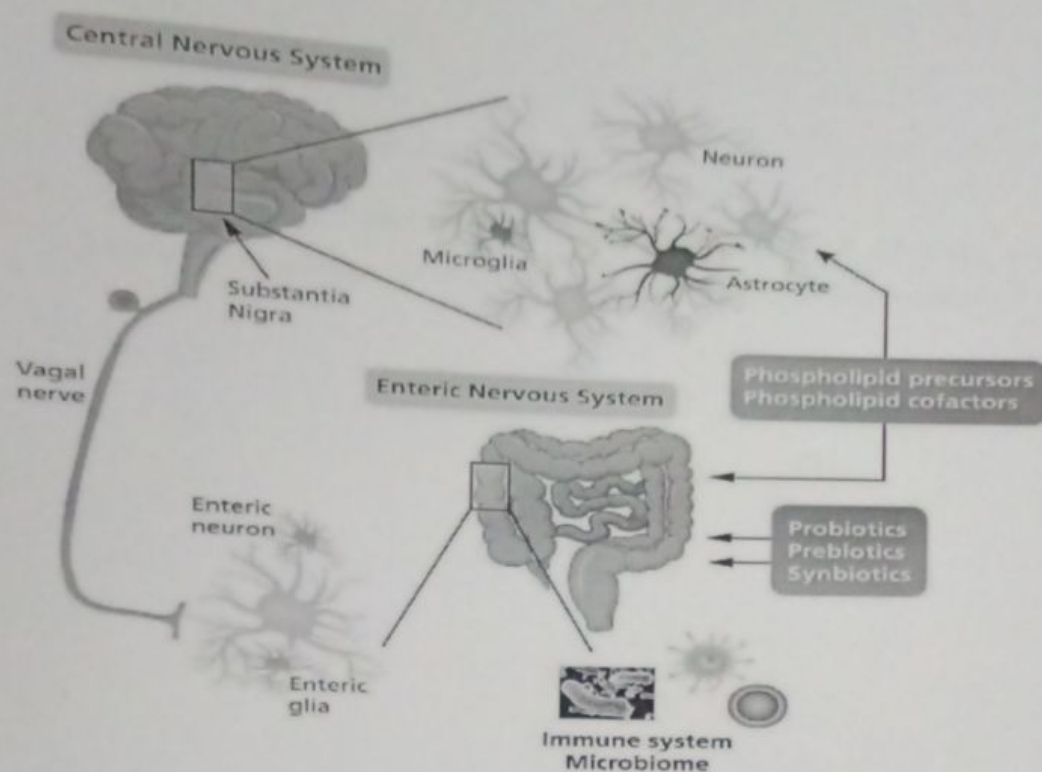 Central Nervous System
Neuron
Microglia
Astrocyte
Substantia
Nigra
Vagal
nerve
Enteric Nervous System
Phospholipid precursors
Phospholipid cofactors
Enteric
neuron
Probiotics
Prebiotics
Synbiotics
Enteric
glia
Immune system
Microbiome